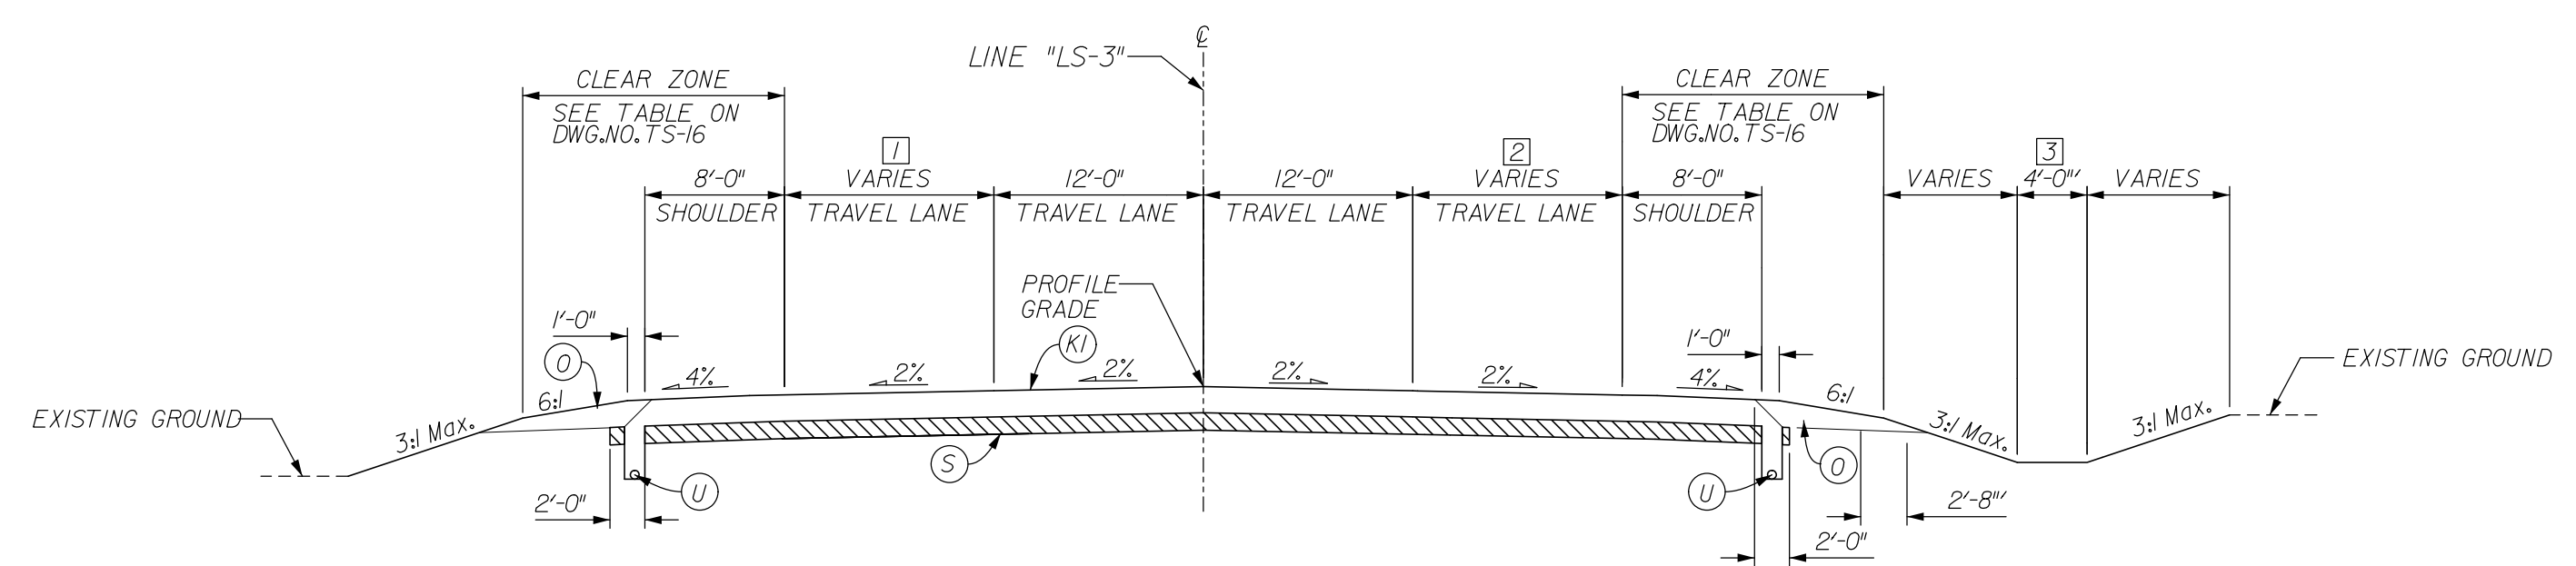 ℄
LINE "LS-3"
CLEAR ZONE
SEE TABLE ON
DWG.NO.TS-16
CLEAR ZONE
SEE TABLE ON
DWG.NO.TS-16
1
2
3
8'-0"
VARIES
12'-0"
12'-0"
VARIES
8'-0"
VARIES
4'-0"'
VARIES
SHOULDER
TRAVEL LANE
TRAVEL LANE
TRAVEL LANE
TRAVEL LANE
SHOULDER
PROFILE
GRADE
K1
1'-0"
1'-0"
O
4%
2%
2%
2%
2%
4%
6:1
6:1
EXISTING GROUND
EXISTING GROUND
3:1 Max.
3:1 Max.
3:1 Max.
S
O
U
U
2'-0"
2'-8"'
2'-0"